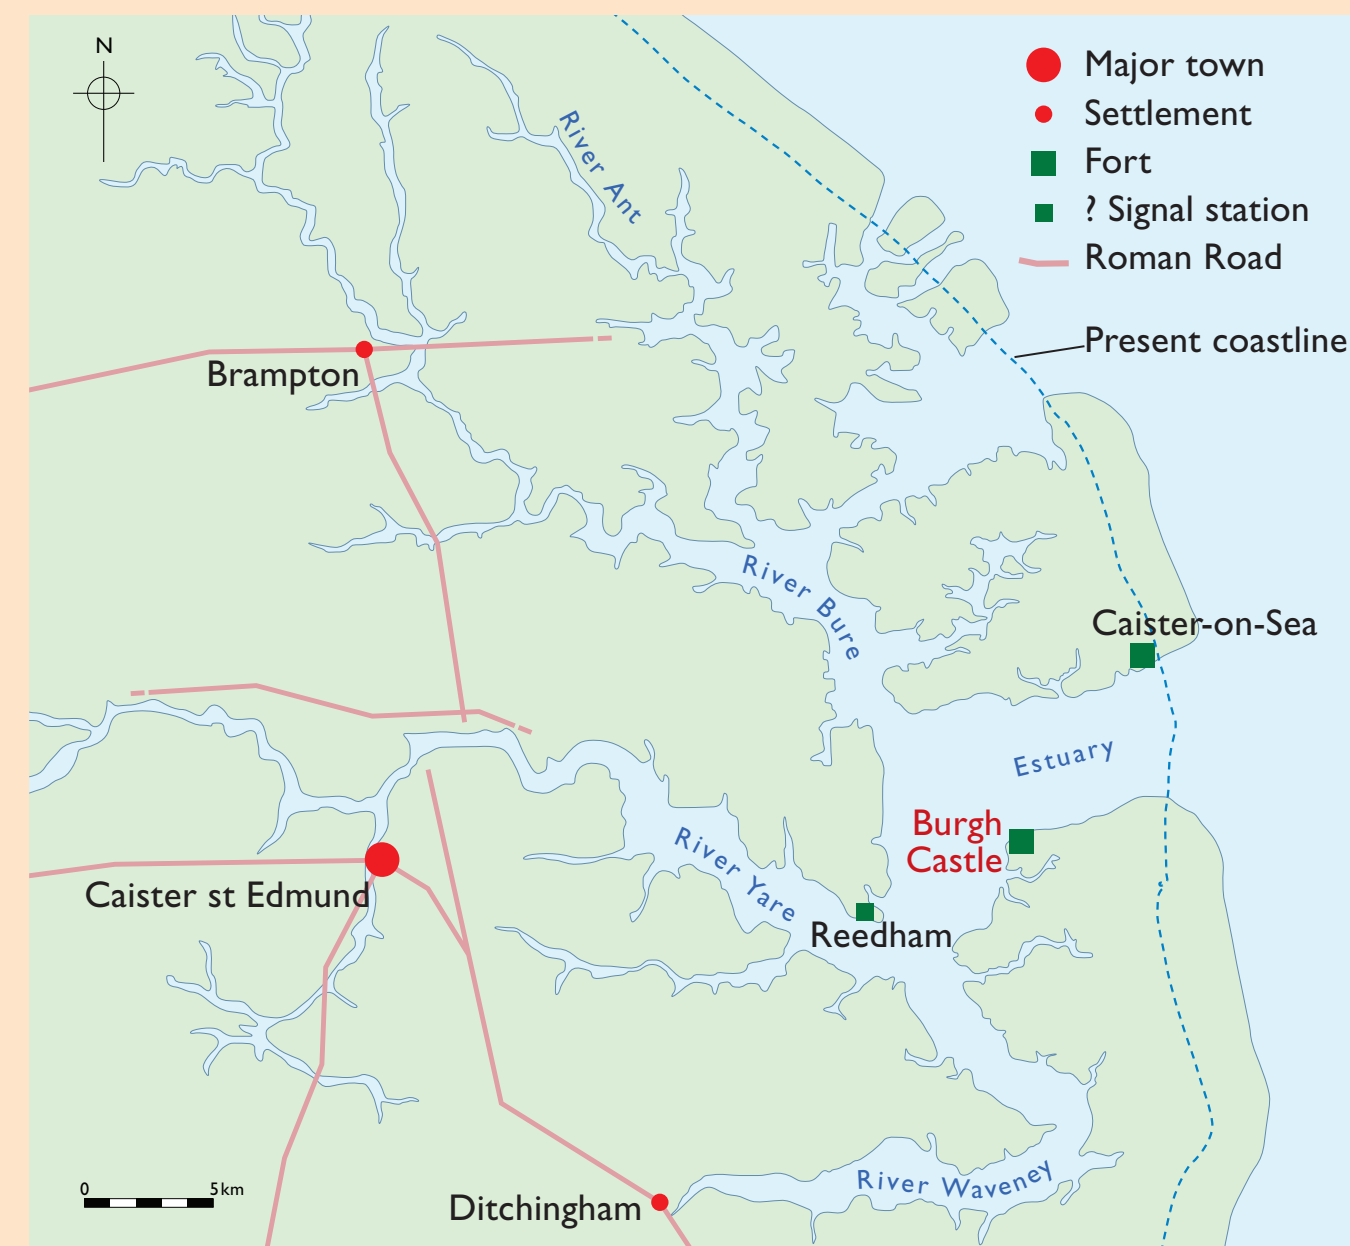 N
Major town
Settlement
Fort
? Signal station
Roman Road
Present coastline
River Ant
Brampton
River Bure
Caister-on-Sea
Estuary
Burgh
Castle
River Yare
Caister st Edmund
Reedham
River Waveney
Ditchingham
0 5km